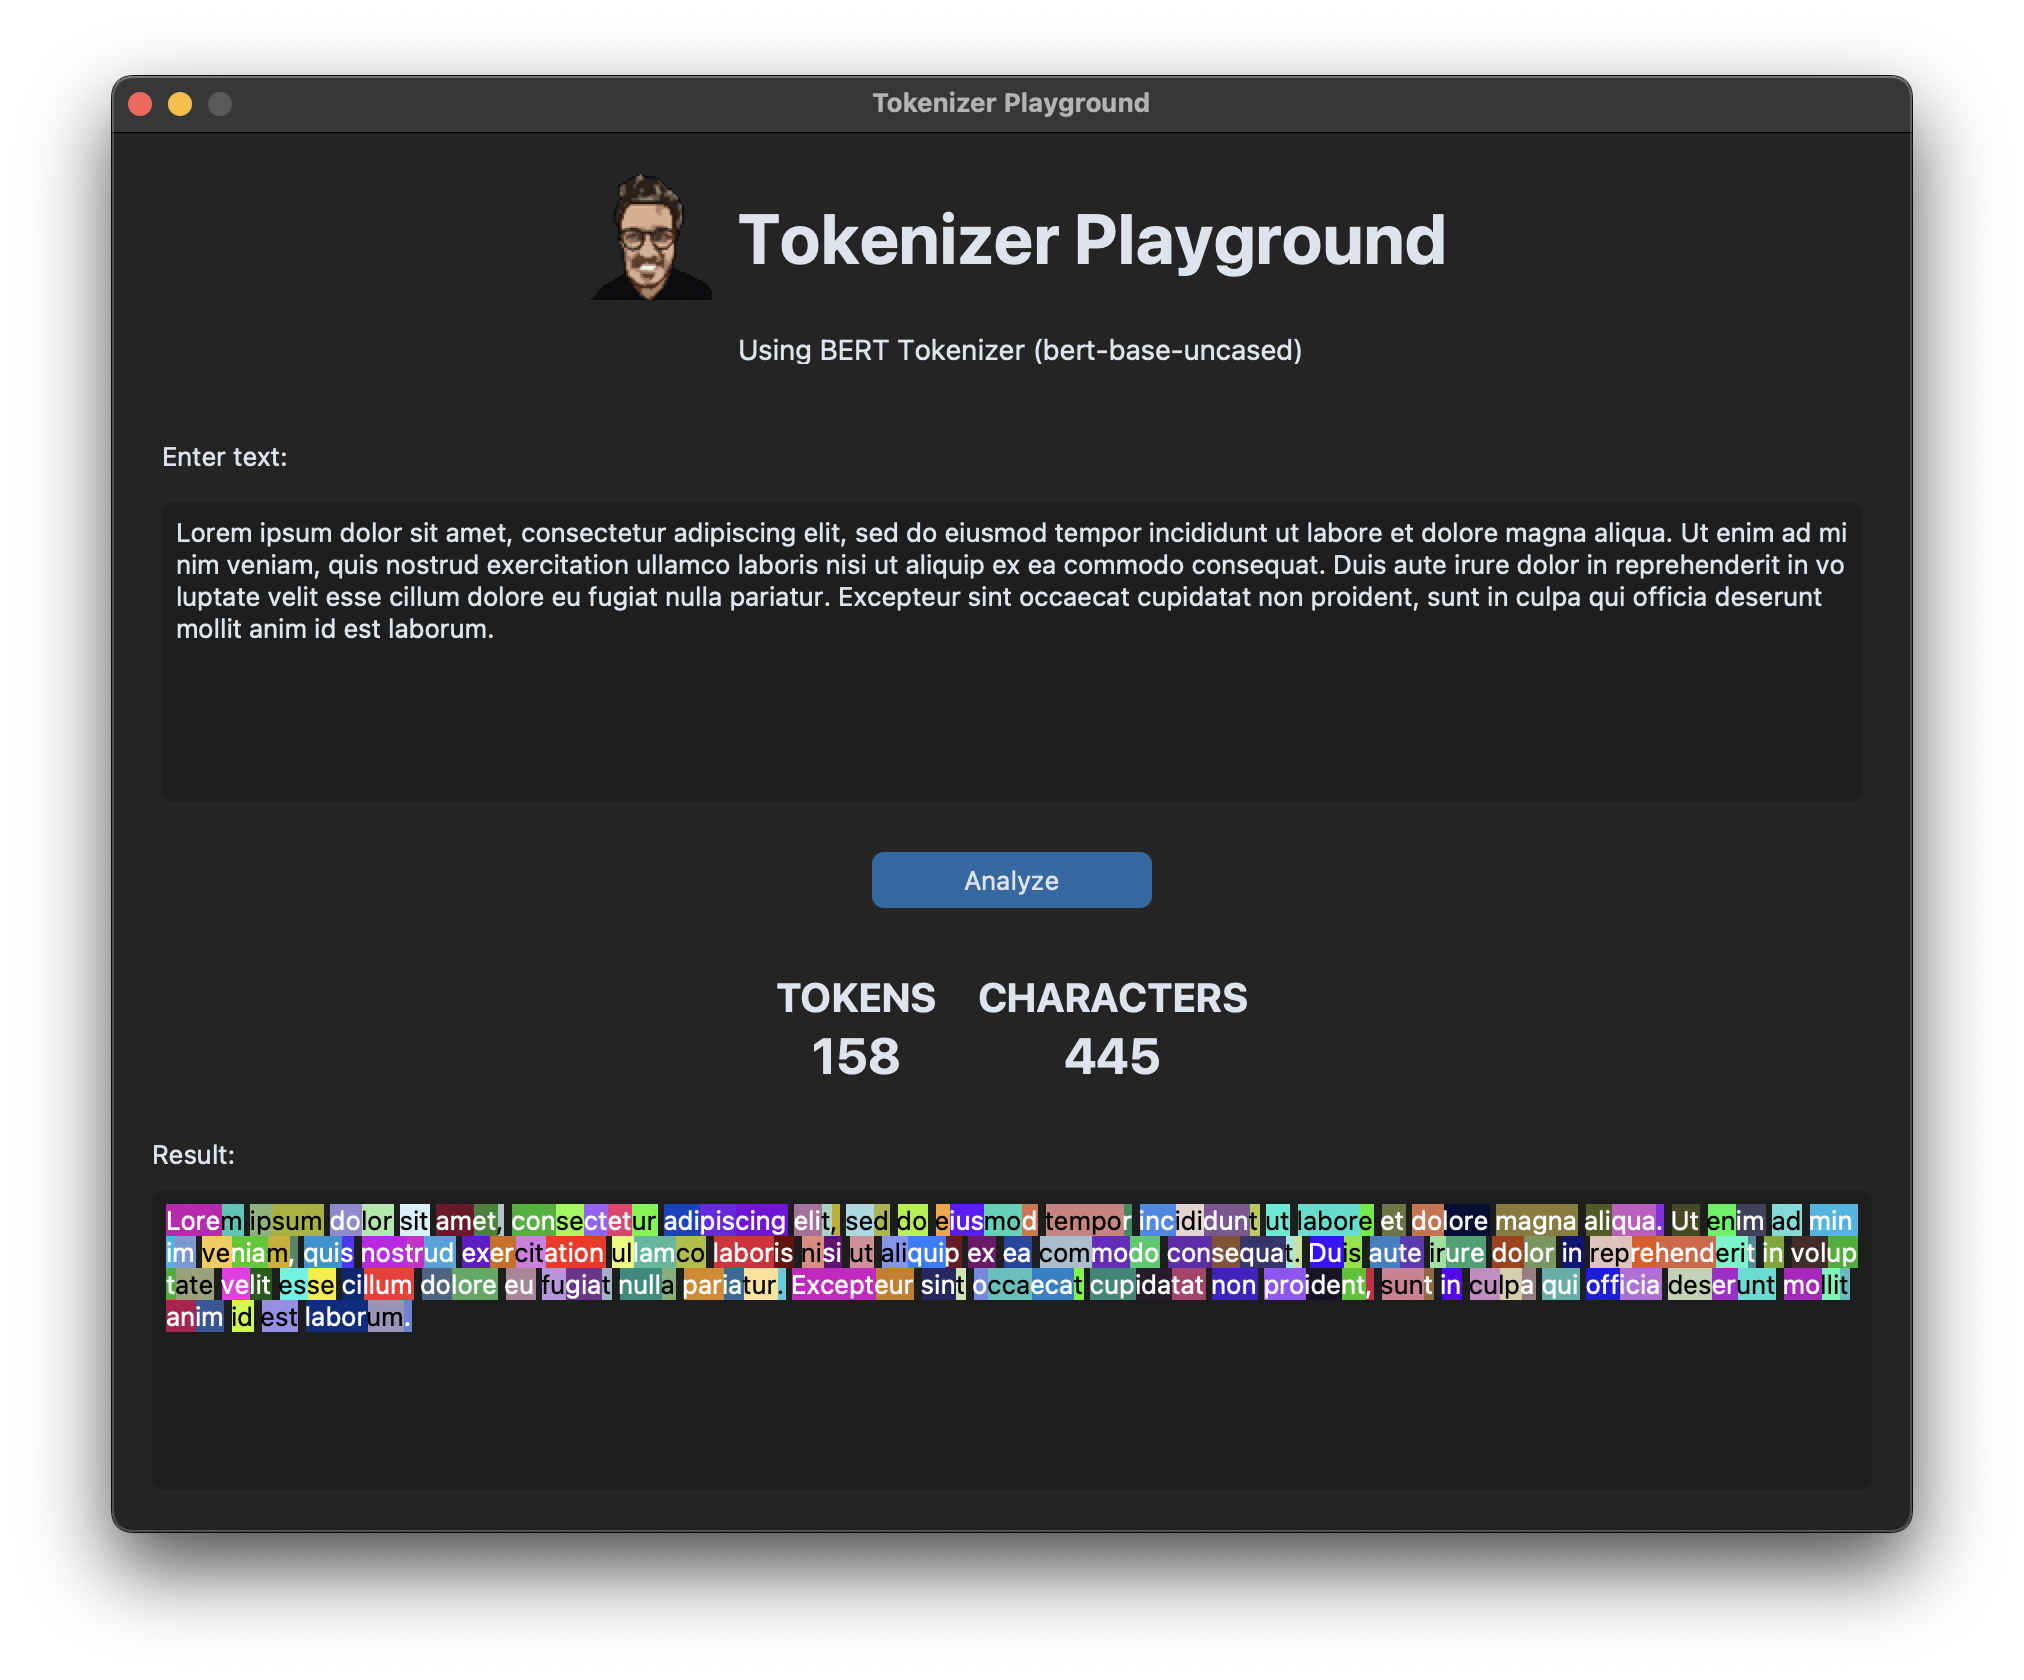 Tokenizer Playground
Tokenizer Playground
Using BERT Tokenizer (bert-base-uncased)
Enter text:
Lorem ipsum dolor sit amet, consectetur adipiscing elit, sed do eiusmod tempor incididunt ut labore et dolore magna aliqua. Ut enim ad mi
nim veniam, quis nostrud exercitation ullamco laboris nisi ut aliquip ex ea commodo consequat. Duis aute irure dolor in reprehenderit in vo
luptate velit esse cillum dolore eu fugiat nulla pariatur. Excepteur sint occaecat cupidatat non proident, sunt in culpa qui officia deserunt
mollit anim id est laborum.
Analyze
TOKENS CHARACTERS
158 445
Result:
Lorem ipsum dolor sit amet, consectetur adipiscing elit, sed do eiusmod tempor incididunt ut labore et dolore magna aliqua. Ut enim ad min
im veniam, quis nostrud exercitation ullamco laboris nisi ut aliquip ex ea commodo consequat. Duis aute irure dolor in reprehenderit in volup
tate velit esse cillum dolore eu fugiat nulla pariatur. Excepteur sint occaecat cupidatat non proident, sunt in culpa qui officia deserunt mollit
anim id est laborum.